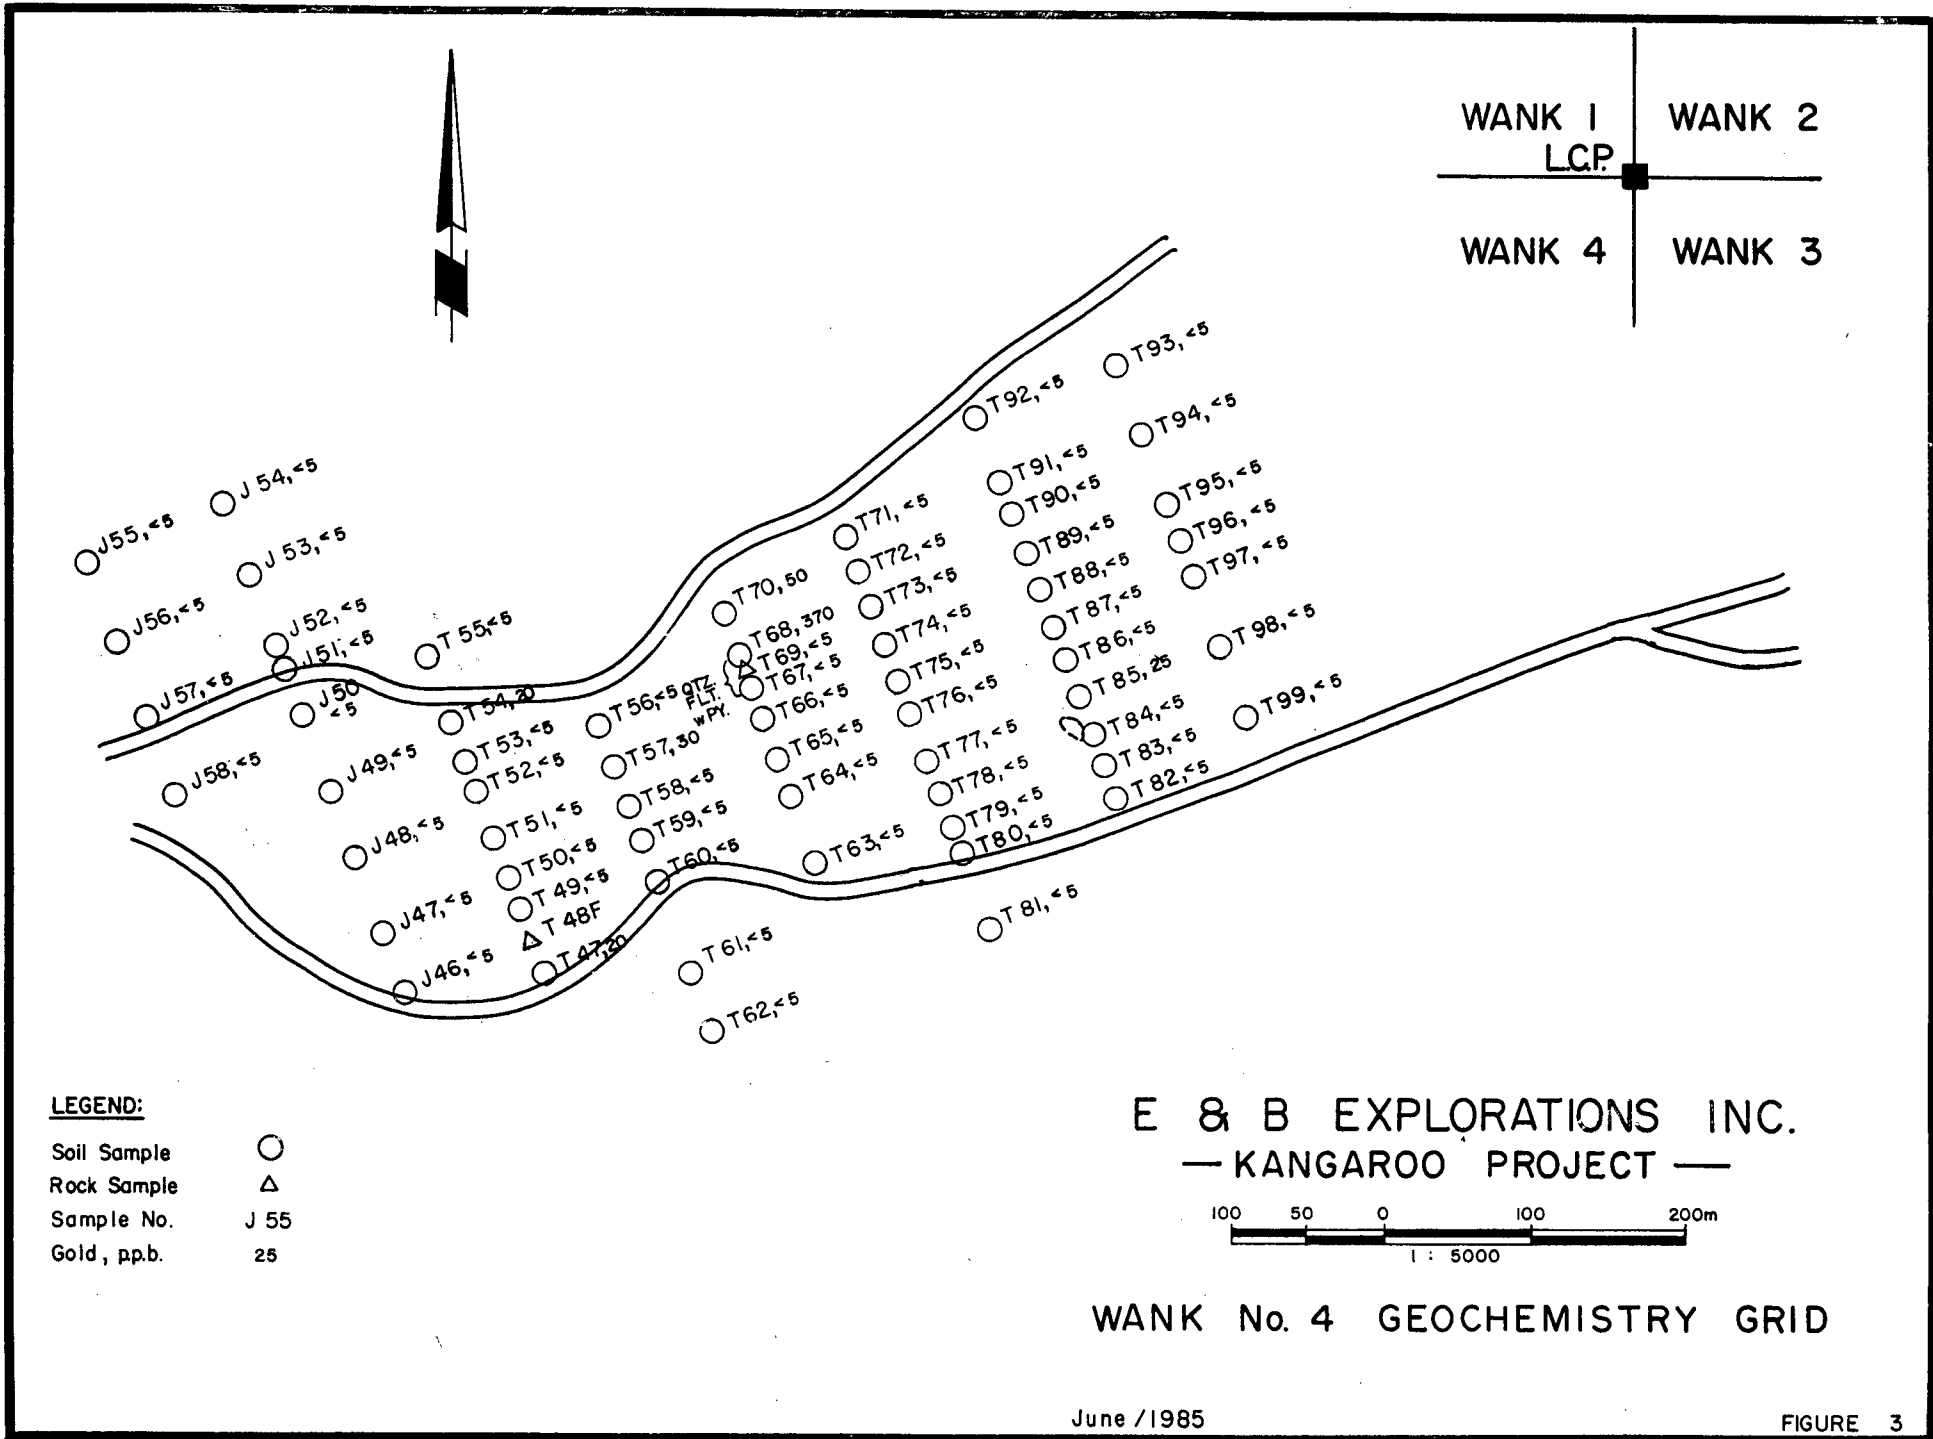 WANK 1
WANK 2
L.C.P.
WANK 4
WANK 3
T93,<5
T92,<5
T94,<5
T91,<5
T90,<5
T95,<5
T96,<5
T97,<5
T89,<5
T88,<5
T87,<5
T86,<5
T85,25
T84,<5
T83,<5
T82,<5
T98,<5
T99,<5
T71,<5
T72,<5
T73,<5
T74,<5
T75,<5
T76,<5
T77,<5
T78,<5
T79,<5
T80,<5
T81,<5
T70,50
T68,370
T69,<5
T67,<5
QTZ.
FLT.
wPY.
T66,<5
T65,<5
T64,<5
T63,<5
J 54,<5
J55,<5
J 53,<5
J56,<5
J52,<5
J51,<5
J57,<5
J50
<5
J58,<5
J49,<5
J48,<5
J47,<5
J46,<5
T 55,<5
T54,20
T53,<5
T52,<5
T51,<5
T50,<5
T 49,<5
T 48F
T47,20
T56,<5
T57,30
T58,<5
T59,<5
T60,<5
T 61,<5
T62,<5
LEGEND:
Soil Sample
Rock Sample
Sample No. J 55
Gold, p.p.b. 25
E & B EXPLORATIONS INC.
— KANGAROO PROJECT —
100 50 0 100 200m
1 : 5000
WANK No. 4 GEOCHEMISTRY GRID
June /1985
FIGURE 3